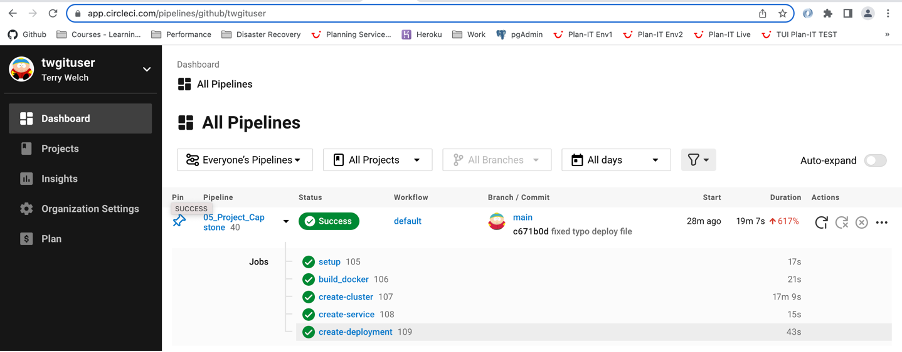 app.circleci.com/pipelines/github/twgituser
Github Courses - Learnin... Performance Disaster Recovery Planning Service... Heroku Work pgAdmin Plan-IT Env1 Plan-IT Env2 Plan-IT Live TUI Plan-IT TEST »
twgituser
Terry Welch
Dashboard
Projects
Insights
Organization Settings
Plan
Dashboard
All Pipelines
All Pipelines
Everyone's Pipelines All Projects All Branches All days Auto-expand
Pin Pipeline Status Workflow Branch / Commit Start Duration Actions
SUCCESS
05_Project_Cap
stone 40
Success default main 28m ago 19m 7s 617%
c671b0d fixed typo deploy file
Jobs setup 105 17s
build_docker 106 21s
create-cluster 107 17m 9s
create-service 108 15s
create-deployment 109 43s